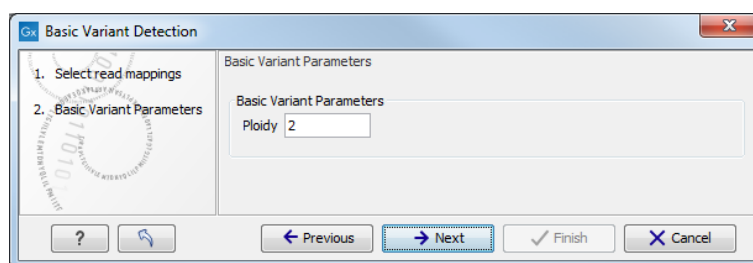 Gx Basic Variant Detection
1. Select read mappings
2. Basic Variant Parameters
Basic Variant Parameters
Basic Variant Parameters
Ploidy 2
? Previous Next Finish Cancel